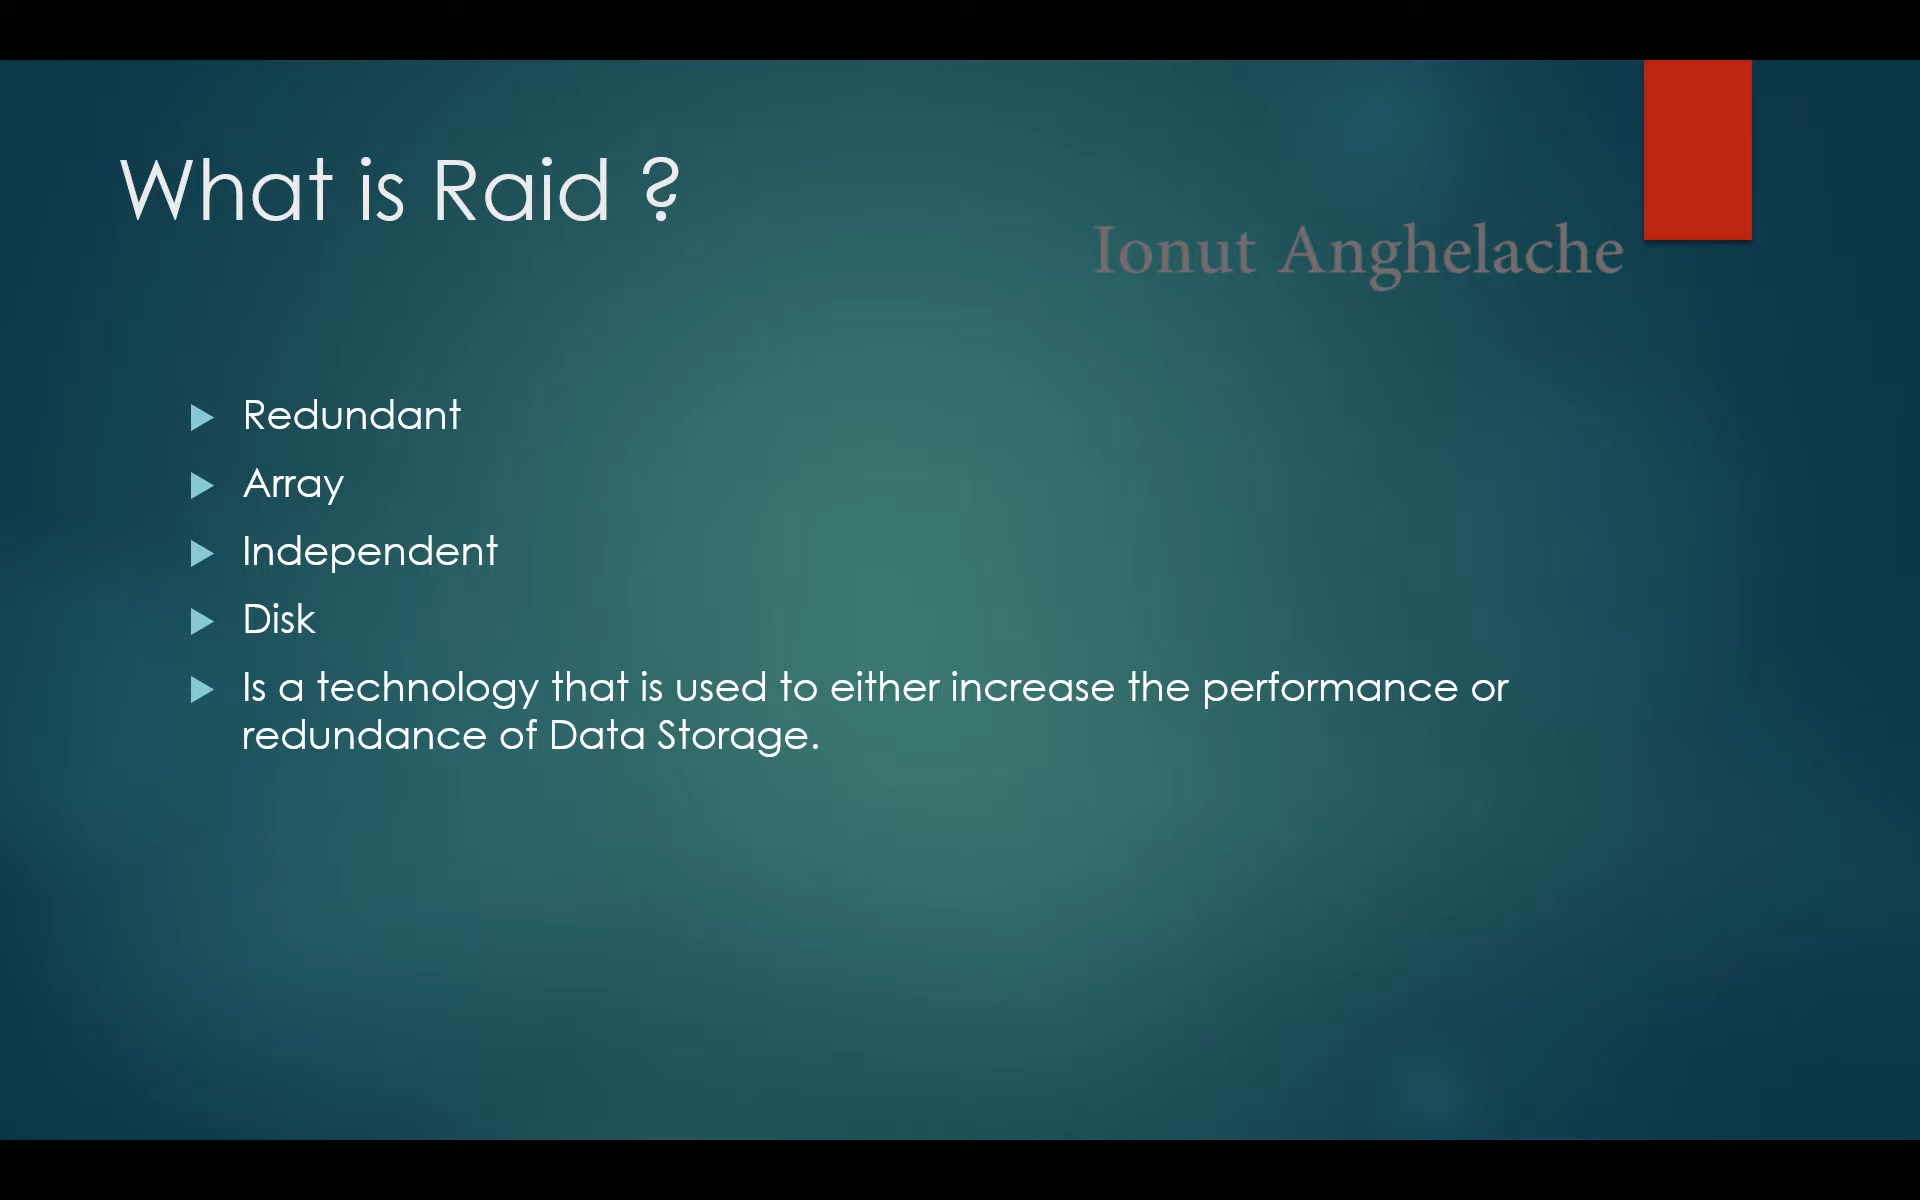 What is Raid ?
Ionut Anghelache
Redundant
Array
Independent
Disk
Is a technology that is used to either increase the performance or
redundance of Data Storage.